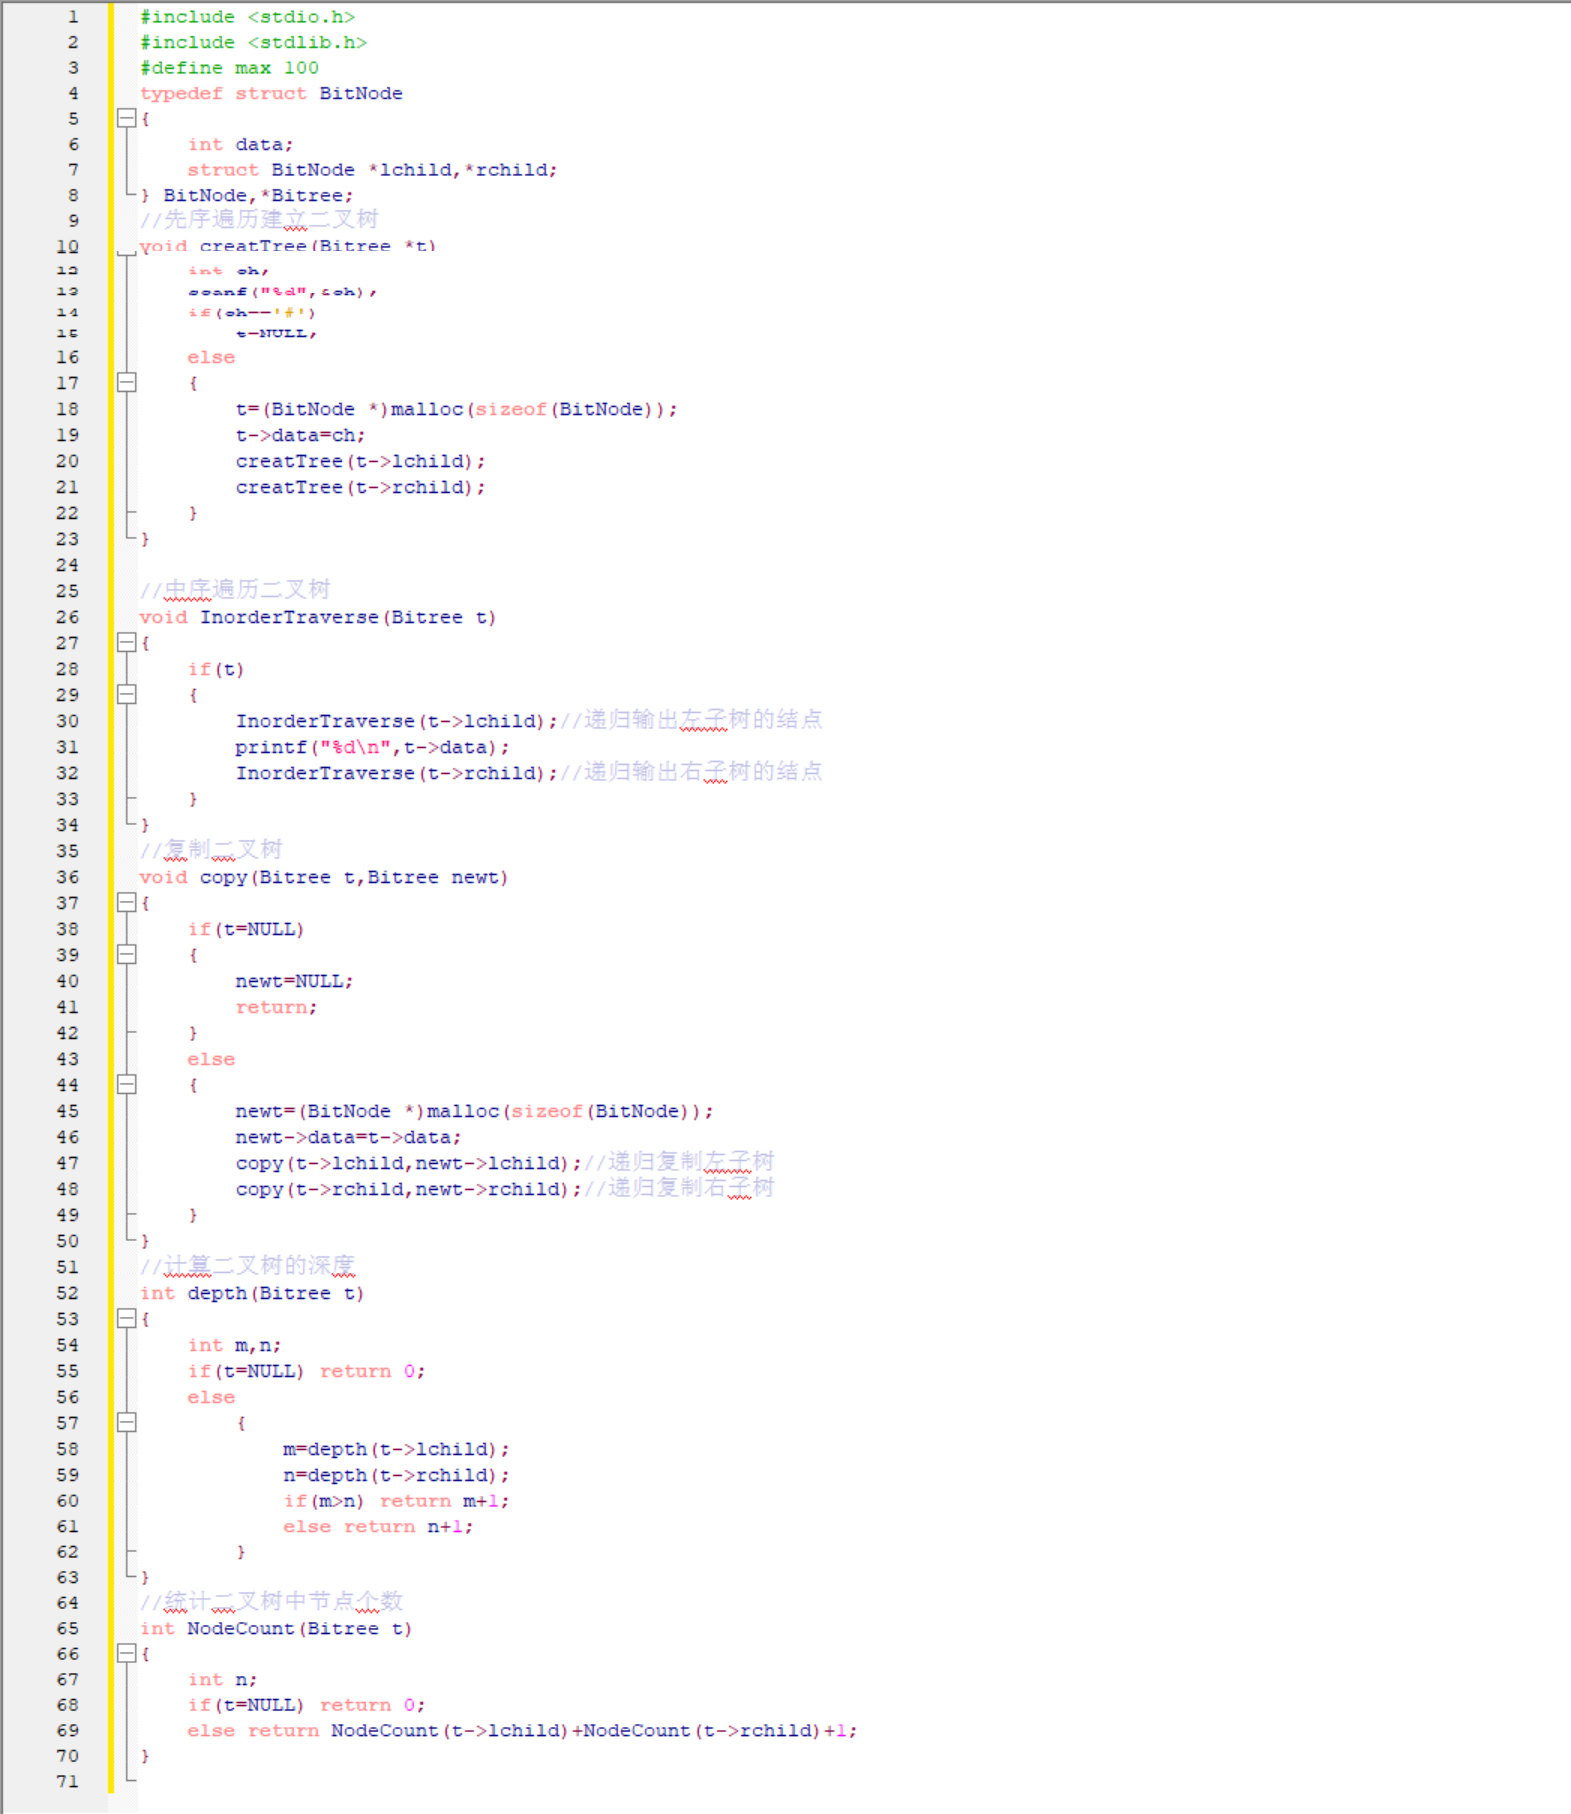 1 #include <stdio.h>
2 #include <stdlib.h>
3 #define max 100
4 typedef struct BitNode
5 {
6 int data;
7 struct BitNode *lchild,*rchild;
8 } BitNode,*Bitree;
9 //先序遍历建立二叉树
10 void creatTree(Bitree *t)
12 int ch;
13 scanf("%d",&ch);
14 if(ch=='#')
15 t=NULL;
16 else
17 {
18 t=(BitNode *)malloc(sizeof(BitNode));
19 t->data=ch;
20 creatTree(t->lchild);
21 creatTree(t->rchild);
22 }
23 }
24
25 //中序遍历二叉树
26 void InorderTraverse(Bitree t)
27 {
28 if(t)
29 {
30 InorderTraverse(t->lchild);//递归输出左子树的结点
31 printf("%d\n",t->data);
32 InorderTraverse(t->rchild);//递归输出右子树的结点
33 }
34 }
35 //复制二叉树
36 void copy(Bitree t,Bitree newt)
37 {
38 if(t=NULL)
39 {
40 newt=NULL;
41 return;
42 }
43 else
44 {
45 newt=(BitNode *)malloc(sizeof(BitNode));
46 newt->data=t->data;
47 copy(t->lchild,newt->lchild);//递归复制左子树
48 copy(t->rchild,newt->rchild);//递归复制右子树
49 }
50 }
51 //计算二叉树的深度
52 int depth(Bitree t)
53 {
54 int m,n;
55 if(t=NULL) return 0;
56 else
57 {
58 m=depth(t->lchild);
59 n=depth(t->rchild);
60 if(m>n) return m+1;
61 else return n+1;
62 }
63 }
64 //统计二叉树中节点个数
65 int NodeCount(Bitree t)
66 {
67 int n;
68 if(t=NULL) return 0;
69 else return NodeCount(t->lchild)+NodeCount(t->rchild)+1;
70 }
71